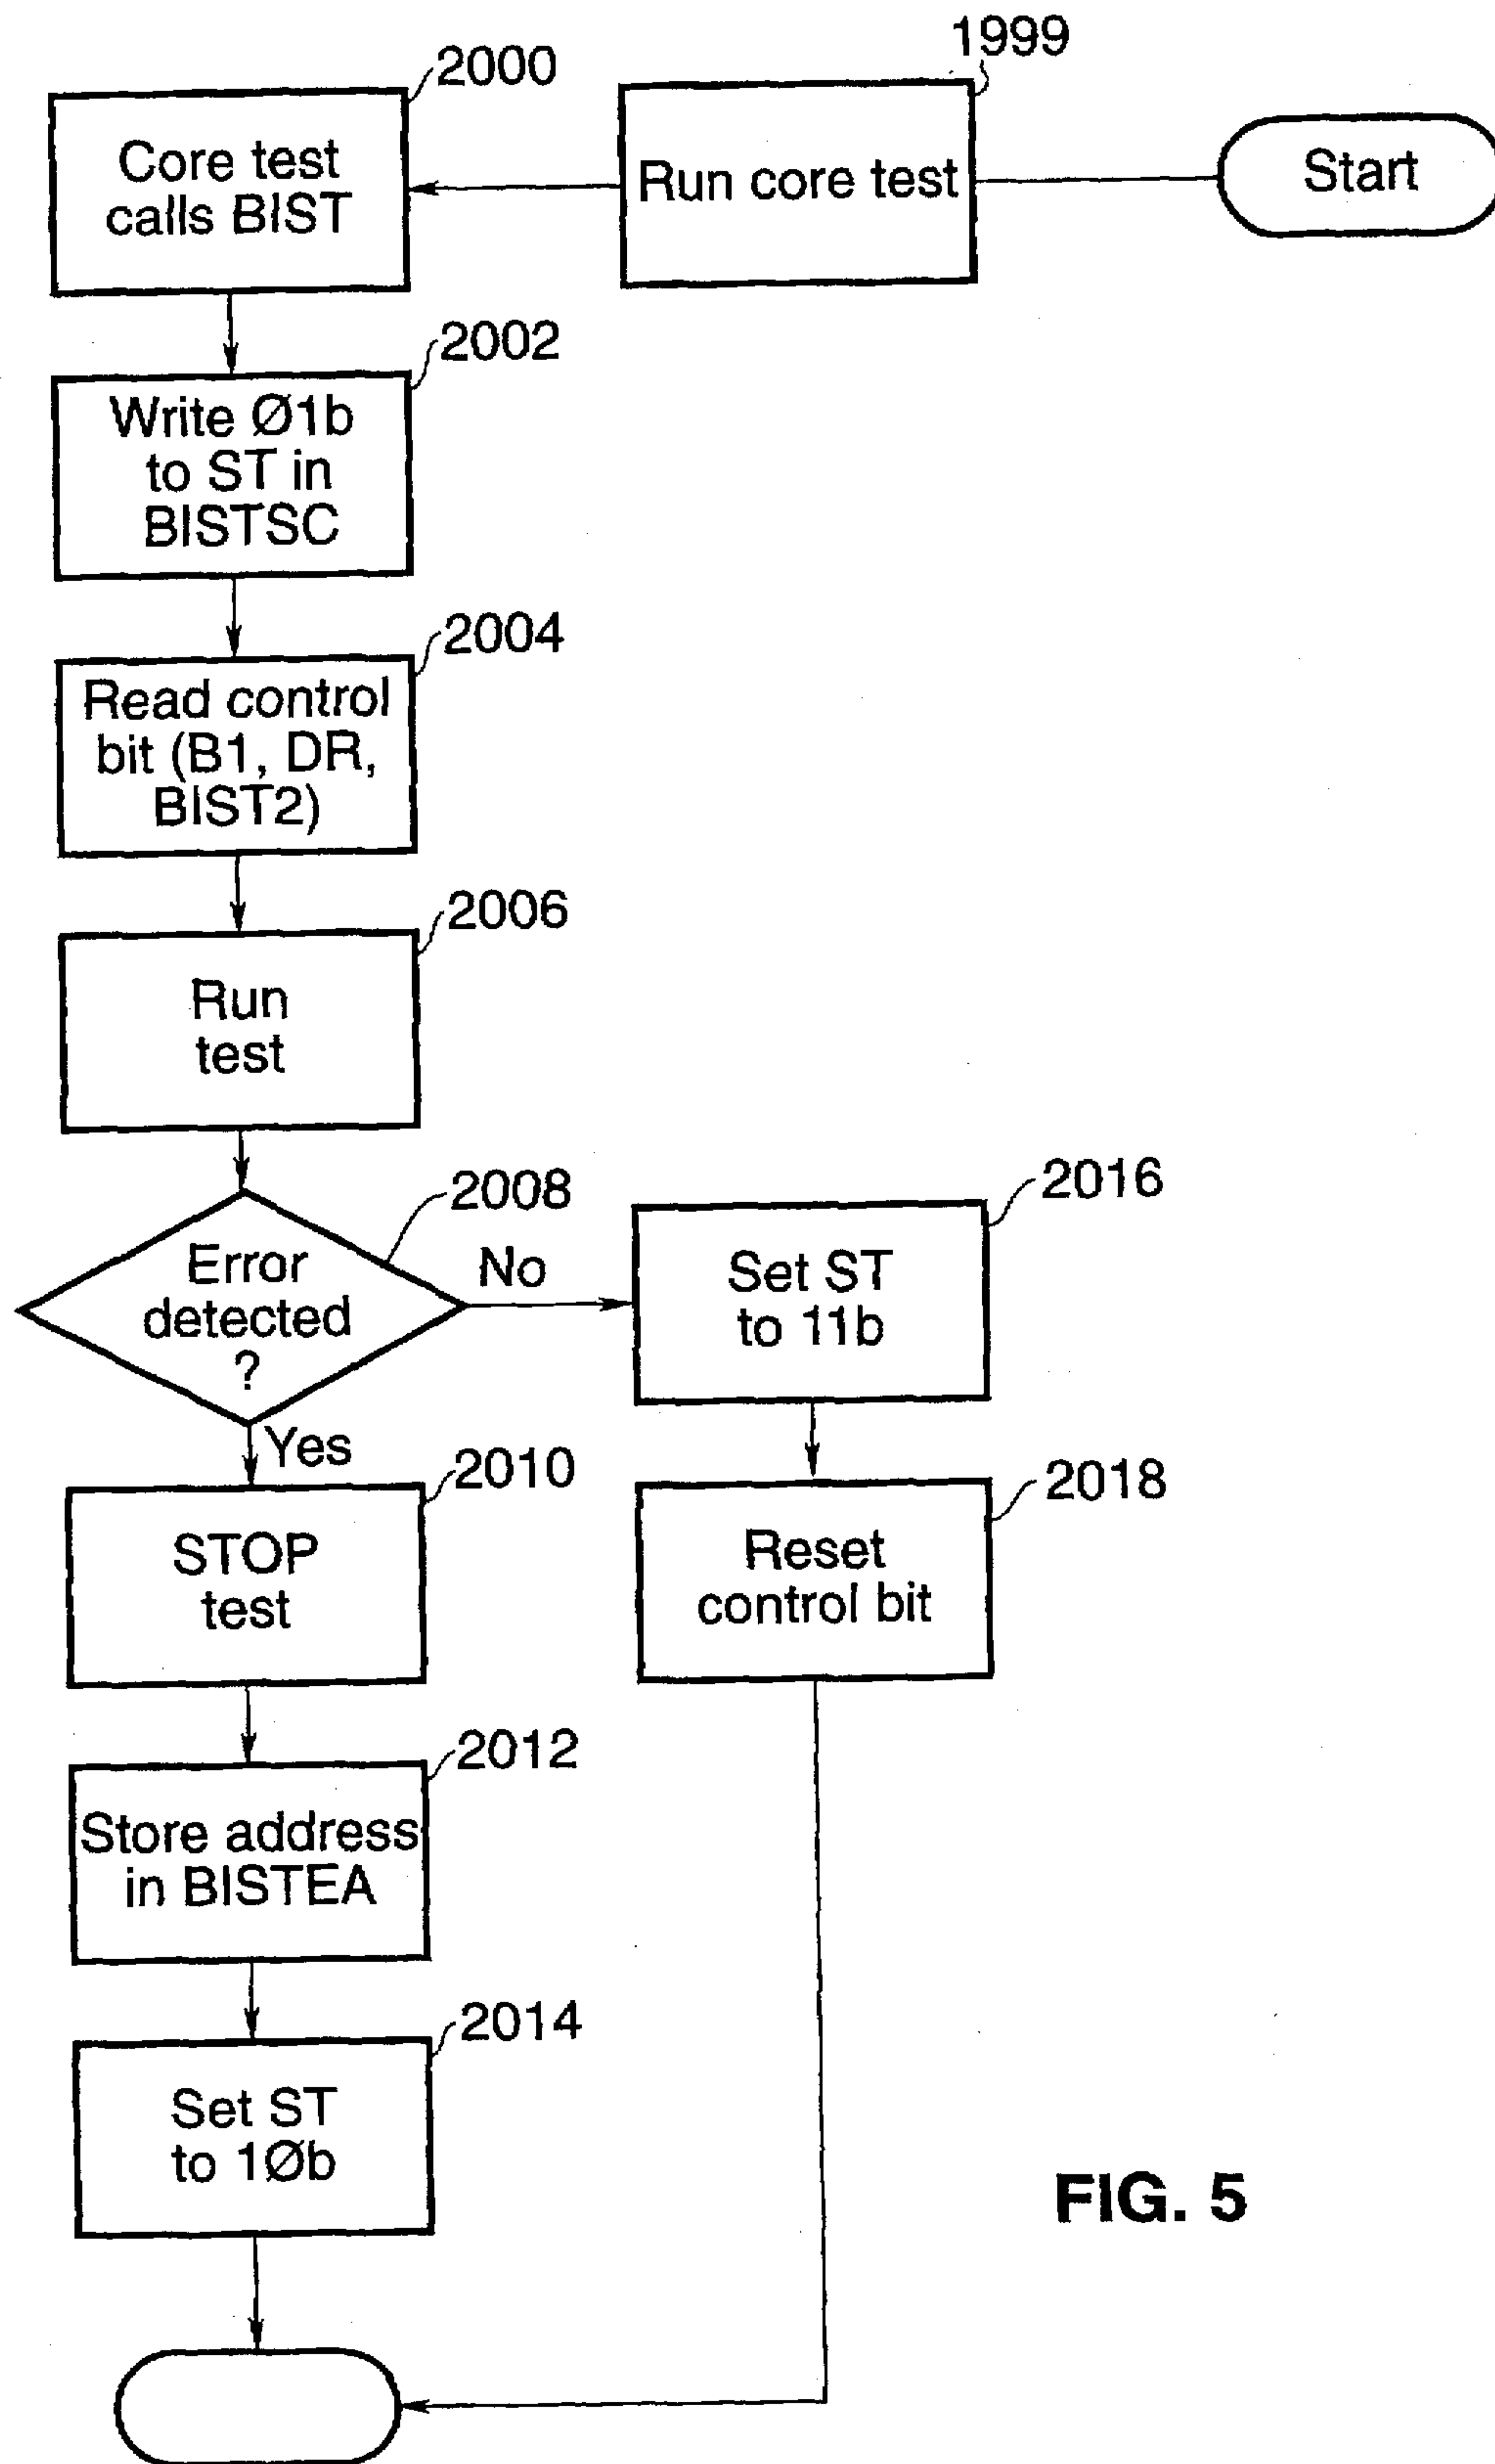 Start
1999
Run core test
2000
Core test
calls BIST
2002
Write Ø1b
to ST in
BISTSC
2004
Read control
bit (B1, DR,
BIST2)
2006
Run
test
2008
Error
detected
?
No
Yes
2016
Set ST
to 11b
2018
Reset
control bit
2010
STOP
test
2012
Store address
in BISTEA
2014
Set ST
to 1Øb
FIG. 5